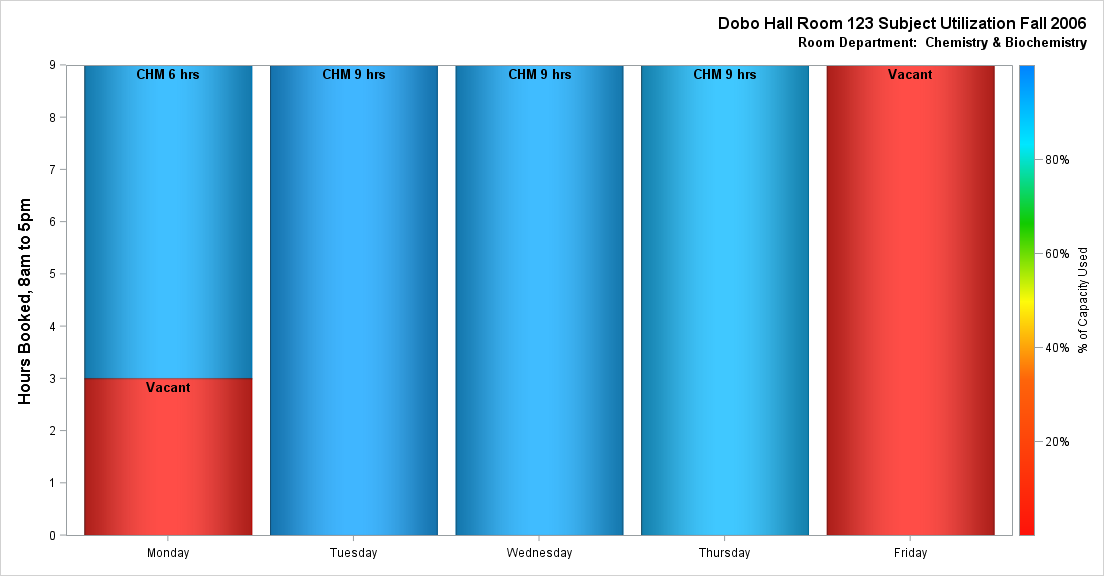 Dobo Hall Room 123 Subject Utilization Fall 2006
Room Department: Chemistry & Biochemistry
Hours Booked, 8am to 5pm
9
8
7
6
5
4
3
2
1
0
CHM 6 hrs
Vacant
CHM 9 hrs
CHM 9 hrs
CHM 9 hrs
Vacant
Monday
Tuesday
Wednesday
Thursday
Friday
80%
60%
40%
20%
% of Capacity Used